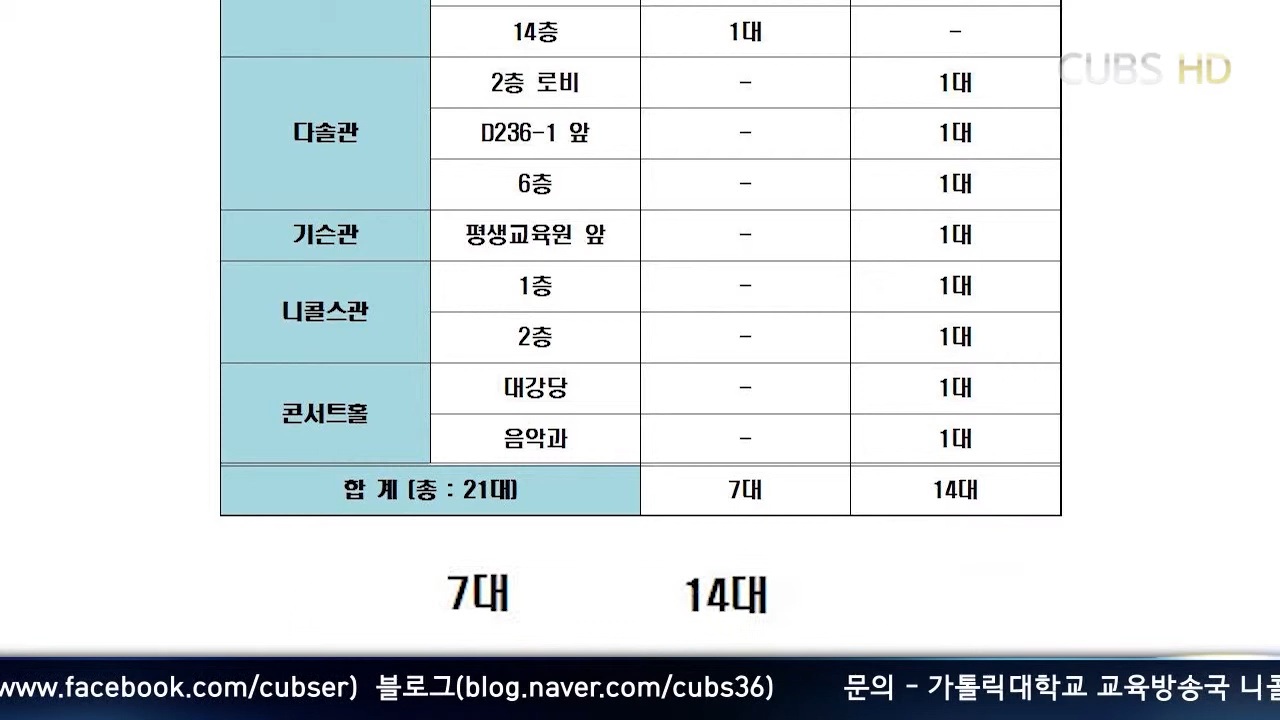 14층 1대 -
CUBS HD
다솔관
2층 로비 - 1대
D236-1 앞 - 1대
6층 - 1대
기슨관 평생교육원 앞 - 1대
니콜스관
1층 - 1대
2층 - 1대
콘서트홀
대강당 - 1대
음악과 - 1대
합 계 (총 : 21대) 7대 14대
7대 14대
www.facebook.com/cubser) 블로그(blog.naver.com/cubs36) 문의 - 가톨릭대학교 교육방송국 니콜